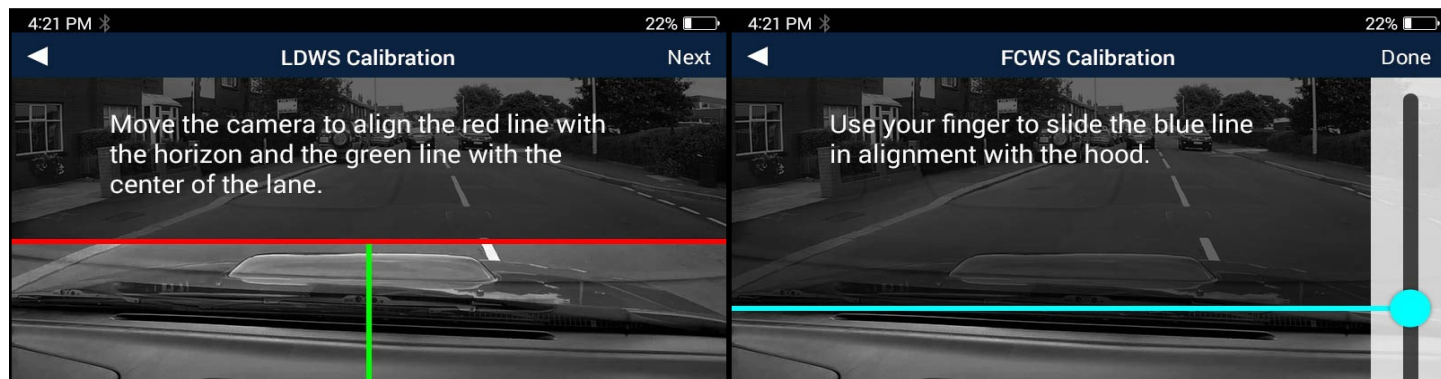 4:21 PM
22%
LDWS Calibration
Next
Move the camera to align the red line with
the horizon and the green line with the
center of the lane.
4:21 PM
22%
FCWS Calibration
Done
Use your finger to slide the blue line
in alignment with the hood.